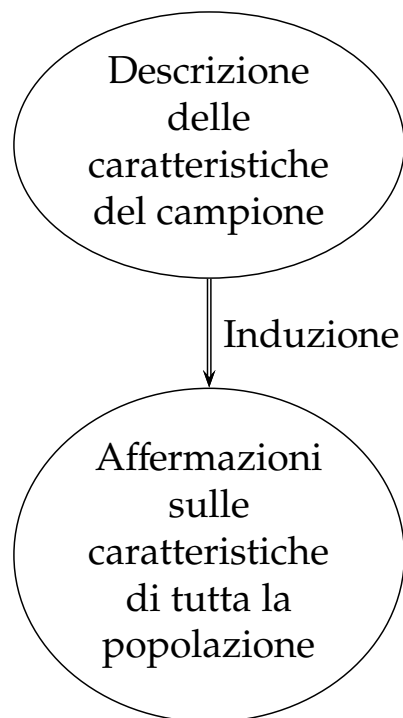 Descrizione
delle
caratteristiche
del campione
Induzione
Affermazioni
sulle
caratteristiche
di tutta la
popolazione